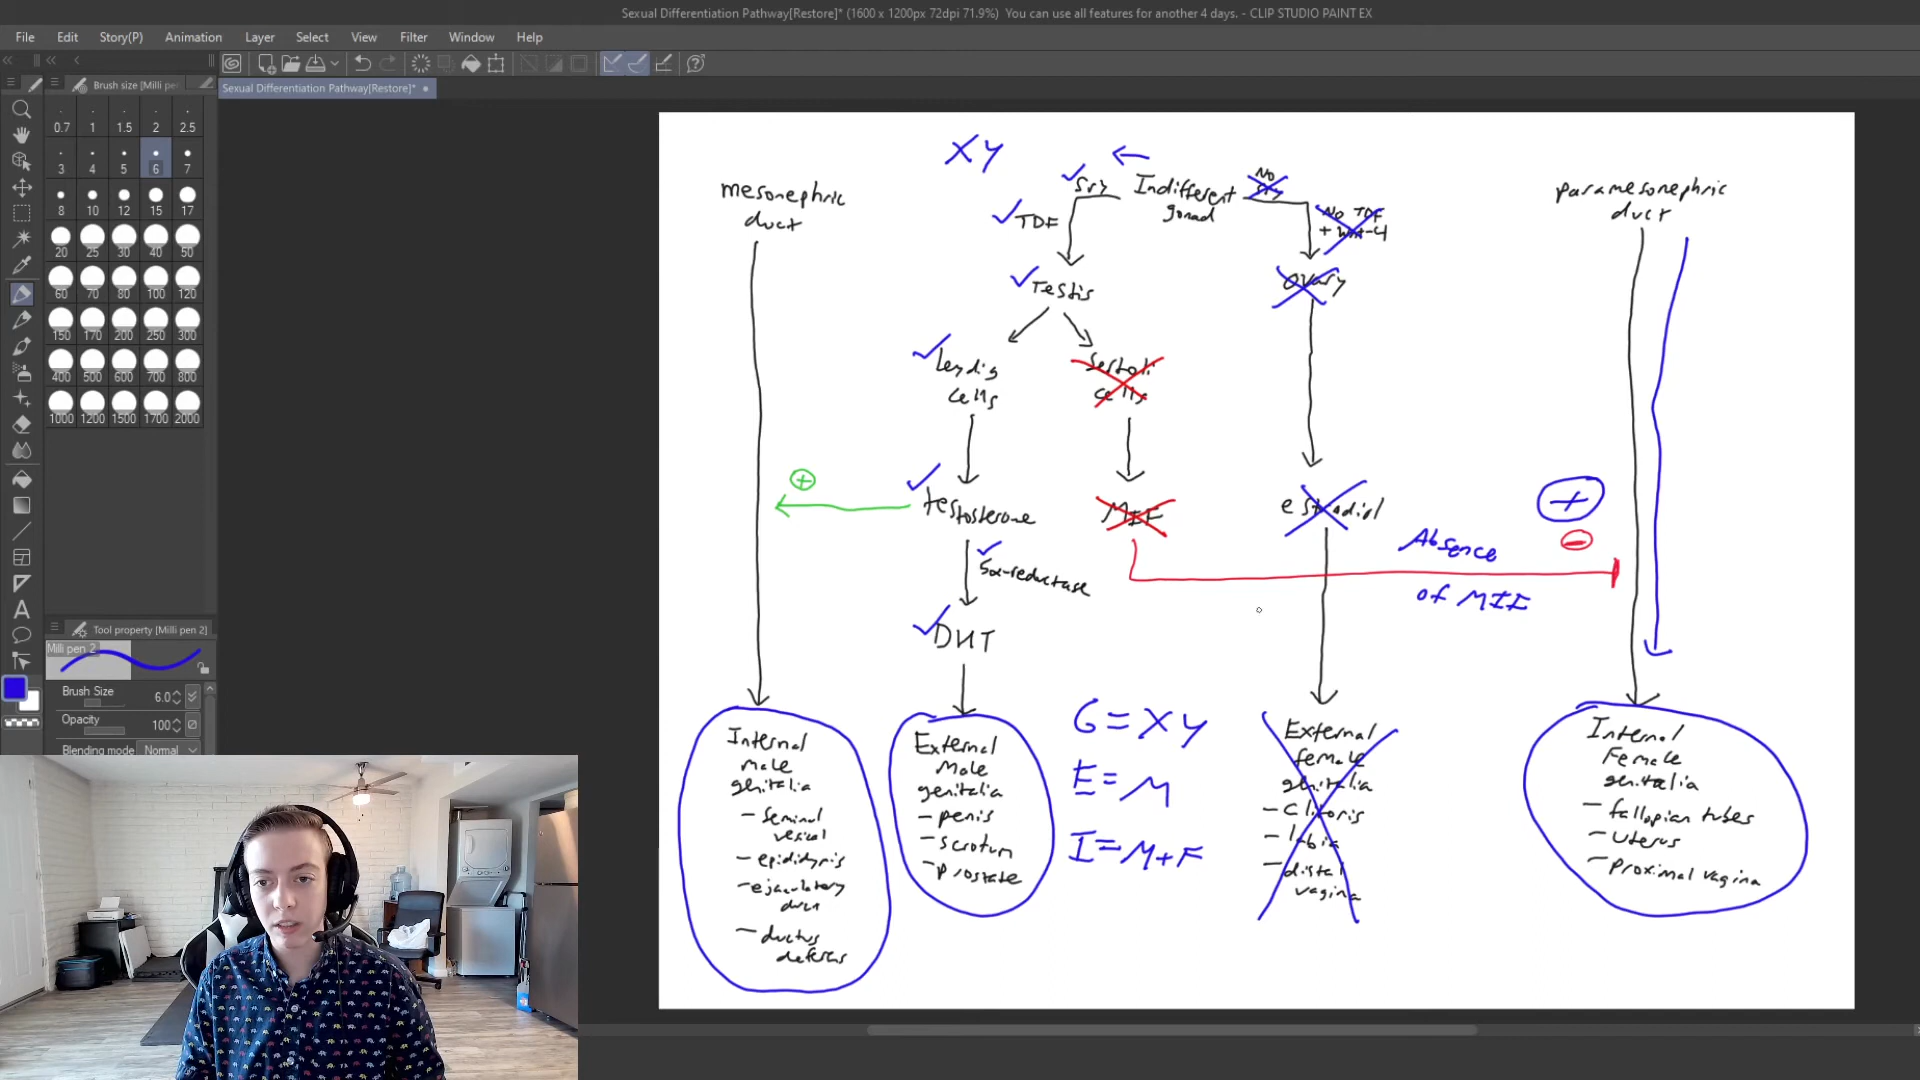 Sexual Differentiation Pathway[Restore]* (1600 x 1200px 72dpi 71.9%)  You can use all features for another 4 days. - CLIP STUDIO PAINT EX
File Edit Story(P) Animation Layer Select View Filter Window Help
Brush size [Milli pe
Sexual Differentiation Pathway[Restore]*
0.7 1 1.5 2 2.5
3 4 5 6 7
8 10 12 15 17
20 25 30 40 50
60 70 80 100 120
150 170 200 250 300
400 500 600 700 800
1000 1200 1500 1700 2000
Tool property [Milli pen 2]
Milli pen 2
Brush Size 6.0
Opacity 100
Blending mode Normal
XY
mesonephric
duct
Sry
TDF
Indifferent
gonad
No
Sry
No TDF
+ Wnt-4
paramesonephric
duct
Testis
ovary
Leydig
cells
Sertoli
cells
+
testosterone
MIF
estradiol
+
−
Absence
of MIF
5α-reductase
DHT
Internal
male
genitalia
- seminal
vesical
- epididymis
- ejaculatory
duct
- ductus
deferens
External
Male
genitalia
- penis
- scrotum
- prostate
G = XY
E = M
I = M+F
External
female
genitalia
- clitoris
- labia
- distal
vagina
Internal
Female
genitalia
- fallopian tubes
- uterus
- proximal vagina